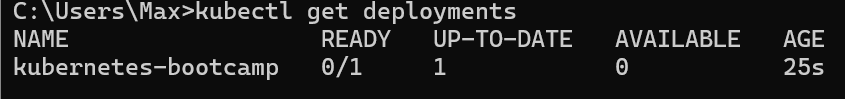 C:\Users\Max>kubectl get deployments
NAME                  READY   UP-TO-DATE   AVAILABLE   AGE
kubernetes-bootcamp   0/1     1            0           25s